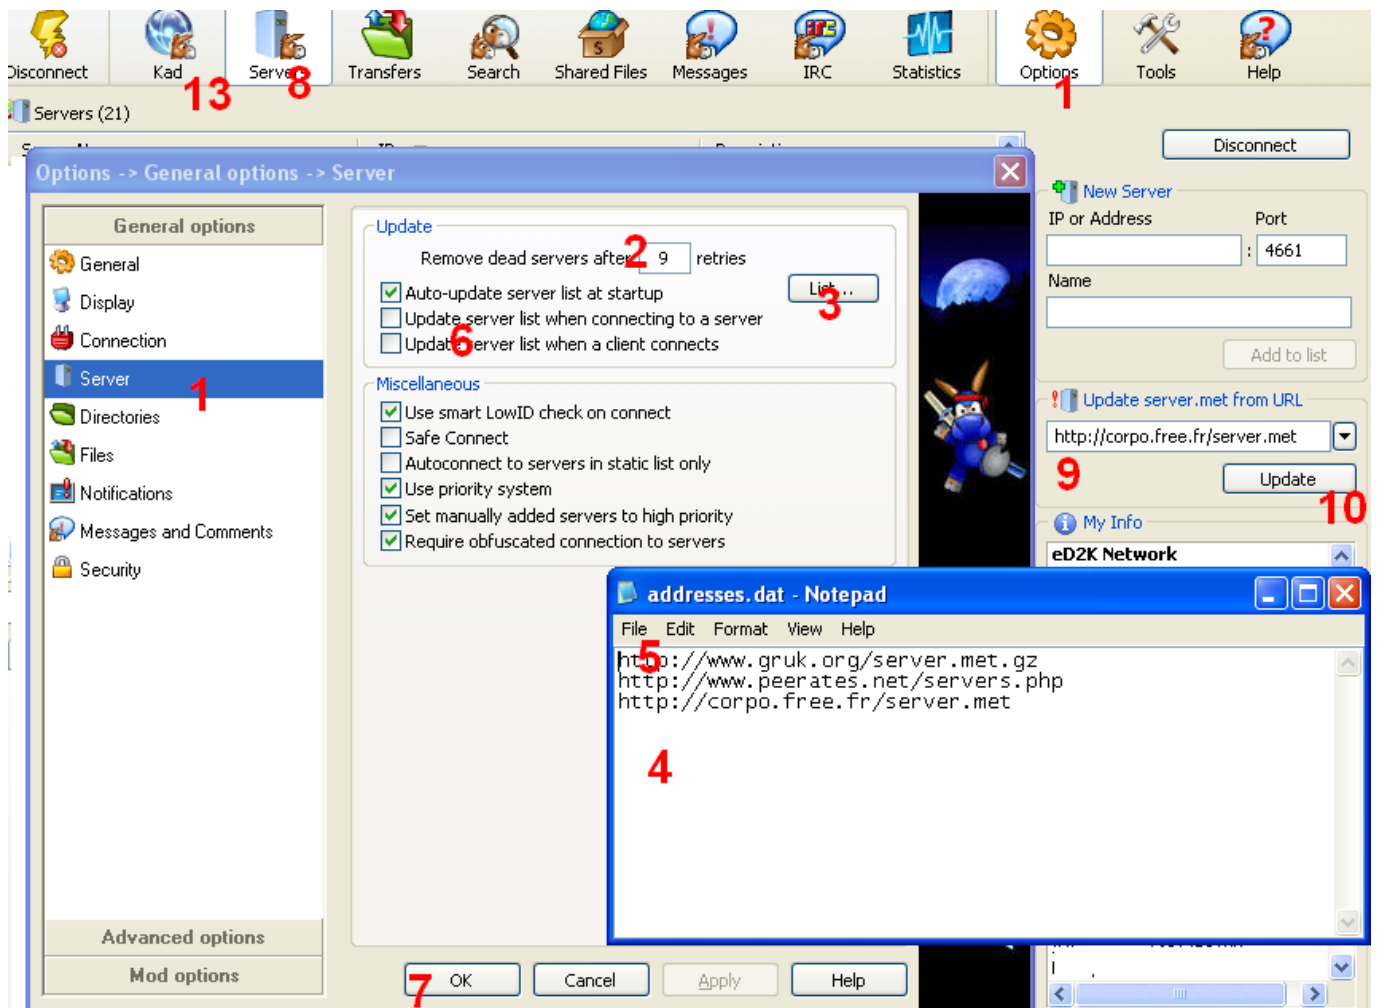 Disconnect
Kad
Servers
Transfers
Search
Shared Files
Messages
IRC
IRC
Statistics
Options
Tools
Help
13
8
1
Servers (21)
Disconnect
Options -> General options -> Server
General options
General
Display
Connection
Server
1
Directories
Files
Notifications
Messages and Comments
Security
Advanced options
Mod options
Update
Remove dead servers after 9 retries
2
Auto-update server list at startup
List...
3
Update server list when connecting to a server
Update server list when a client connects
6
Miscellaneous
Use smart LowID check on connect
Safe Connect
Autoconnect to servers in static list only
Use priority system
Set manually added servers to high priority
Require obfuscated connection to servers
OK
Cancel
Apply
Help
7
New Server
IP or Address
Port
: 4661
Name
Add to list
Update server.met from URL
http://corpo.free.fr/server.met
9
Update
10
My Info
eD2K Network
addresses.dat - Notepad
File Edit Format View Help
5
http://www.gruk.org/server.met.gz
http://www.peerates.net/servers.php
http://corpo.free.fr/server.met
4